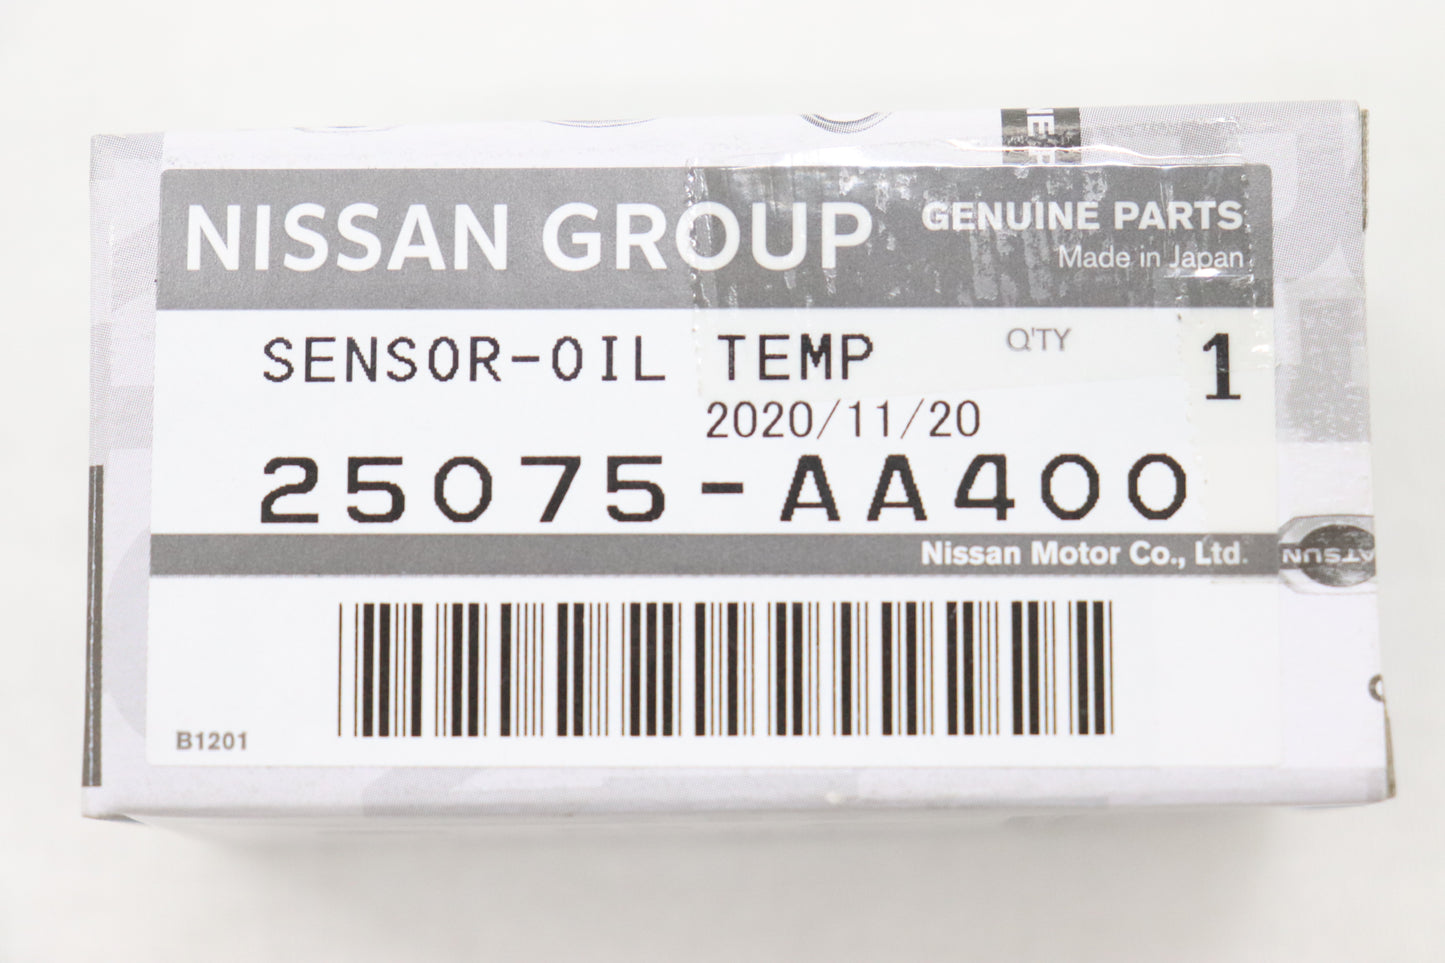 NISSAN GROUP
GENUINE PARTS
Made in Japan
SENSOR-OIL TEMP
Q'TY
1
2020/11/20
25075-AA400
Nissan Motor Co., Ltd.
B1201